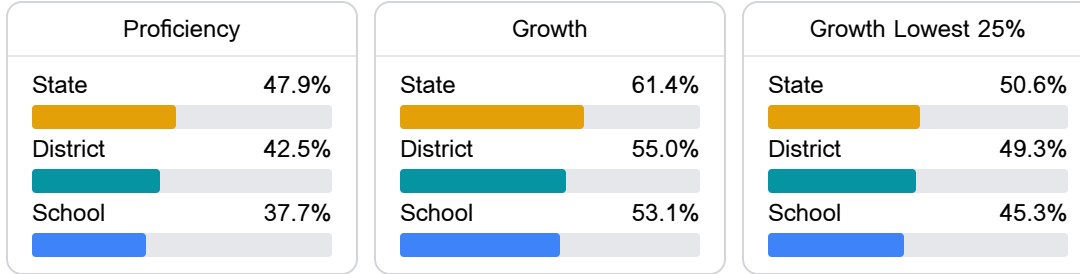 Proficiency
State 47.9%
District 42.5%
School 37.7%
Growth
State 61.4%
District 55.0%
School 53.1%
Growth Lowest 25%
State 50.6%
District 49.3%
School 45.3%